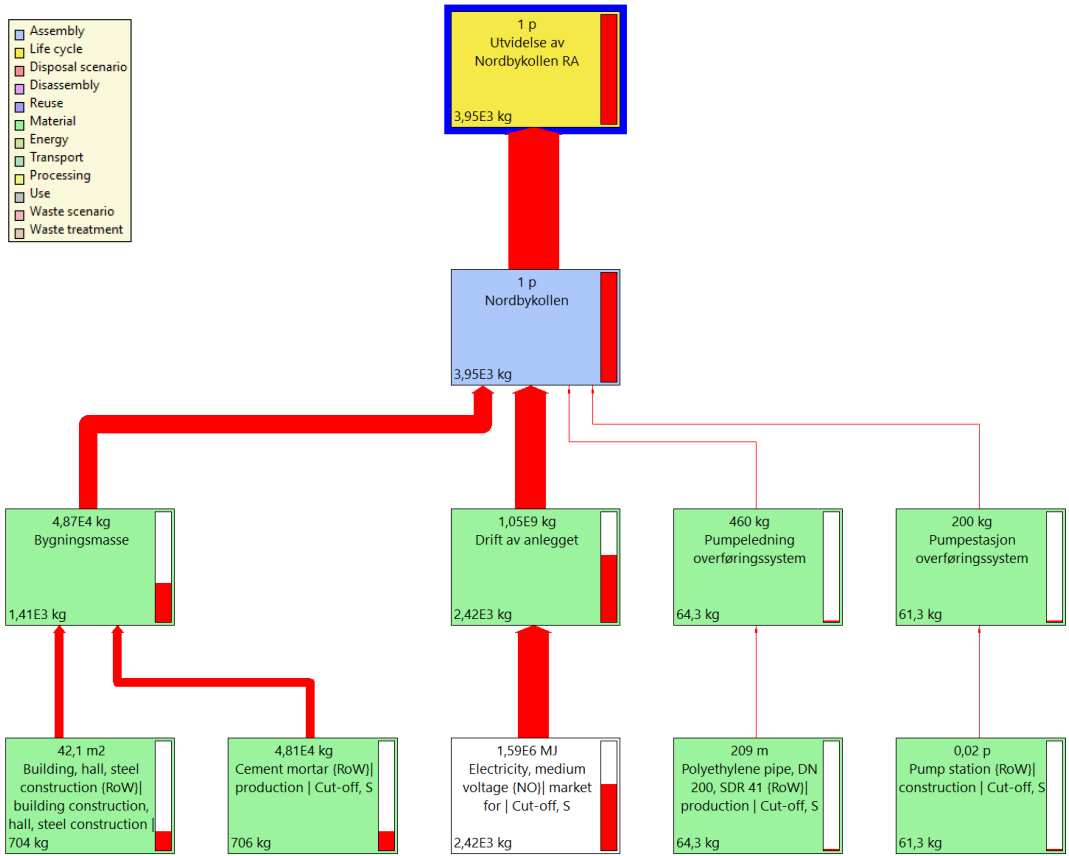 Assembly
Life cycle
Disposal scenario
Disassembly
Reuse
Material
Energy
Transport
Processing
Use
Waste scenario
Waste treatment
1 p
Utvidelse av
Nordbykollen RA
3,95E3 kg
1 p
Nordbykollen
3,95E3 kg
4,87E4 kg
Bygningsmasse
1,41E3 kg
1,05E9 kg
Drift av anlegget
2,42E3 kg
460 kg
Pumpeledning
overføringssystem
64,3 kg
200 kg
Pumpestasjon
overføringssystem
61,3 kg
42,1 m2
Building, hall, steel
construction {RoW}|
building construction,
hall, steel construction |
704 kg
4,81E4 kg
Cement mortar {RoW}|
production | Cut-off, S
706 kg
1,59E6 MJ
Electricity, medium
voltage {NO}| market
for | Cut-off, S
2,42E3 kg
209 m
Polyethylene pipe, DN
200, SDR 41 {RoW}|
production | Cut-off, S
64,3 kg
0,02 p
Pump station {RoW}|
construction | Cut-off, S
61,3 kg